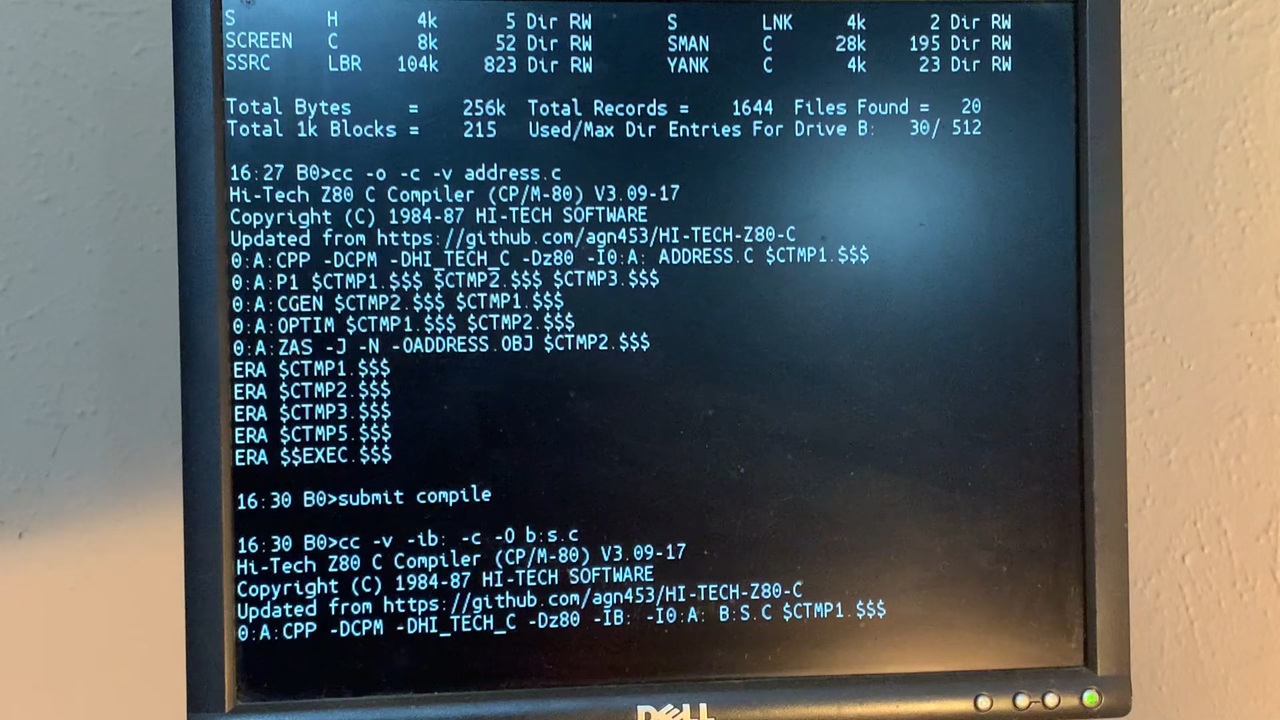 S H 4k 5 Dir RW S LNK 4k 2 Dir RW
SCREEN C 8k 52 Dir RW SMAN C 28k 195 Dir RW
SSRC LBR 104k 823 Dir RW YANK C 4k 23 Dir RW
Total Bytes = 256k Total Records = 1644 Files Found = 20
Total 1k Blocks = 215 Used/Max Dir Entries For Drive B: 30/ 512
16:27 B0>cc -o -c -v address.c
Hi-Tech Z80 C Compiler (CP/M-80) V3.09-17
Copyright (C) 1984-87 HI-TECH SOFTWARE
Updated from https://github.com/agn453/HI-TECH-Z80-C
0:A:CPP -DCPM -DHI_TECH_C -Dz80 -I0:A: ADDRESS.C $CTMP1.$$$
0:A:P1 $CTMP1.$$$ $CTMP2.$$$ $CTMP3.$$$
0:A:CGEN $CTMP2.$$$ $CTMP1.$$$
0:A:OPTIM $CTMP1.$$$ $CTMP2.$$$
0:A:ZAS -J -N -OADDRESS.OBJ $CTMP2.$$$
ERA $CTMP1.$$$
ERA $CTMP2.$$$
ERA $CTMP3.$$$
ERA $CTMP5.$$$
ERA $$EXEC.$$$
16:30 B0>submit compile
16:30 B0>cc -v -ib: -c -O b:s.c
Hi-Tech Z80 C Compiler (CP/M-80) V3.09-17
Copyright (C) 1984-87 HI-TECH SOFTWARE
Updated from https://github.com/agn453/HI-TECH-Z80-C
0:A:CPP -DCPM -DHI_TECH_C -Dz80 -IB: -I0:A: B:S.C $CTMP1.$$$
DELL